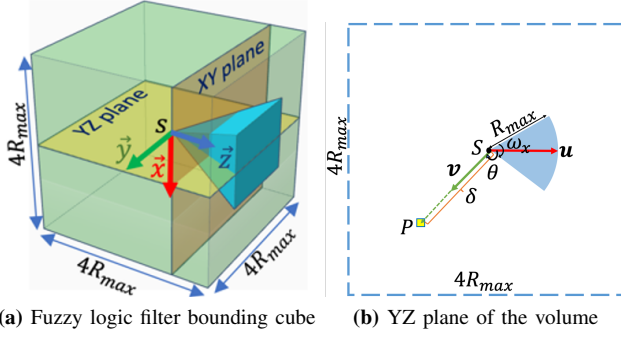 4R_max
YZ plane
XY plane
S
y⃗
x⃗
z⃗
4R_max
4R_max
(a) Fuzzy logic filter bounding cube
4R_max
R_max
S
ω_x
u
v
θ
δ
P
4R_max
(b) YZ plane of the volume